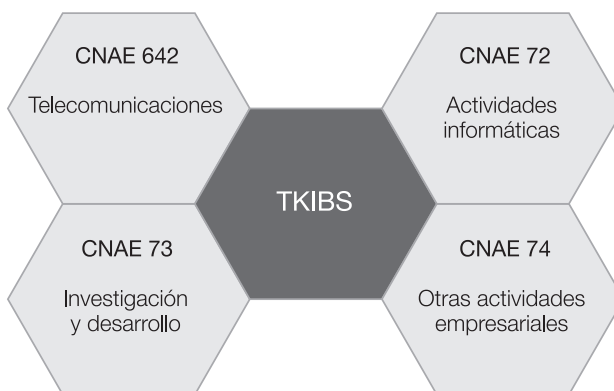 CNAE 642
Telecomunicaciones
CNAE 72
Actividades
informáticas
TKIBS
CNAE 73
Investigación
y desarrollo
CNAE 74
Otras actividades
empresariales